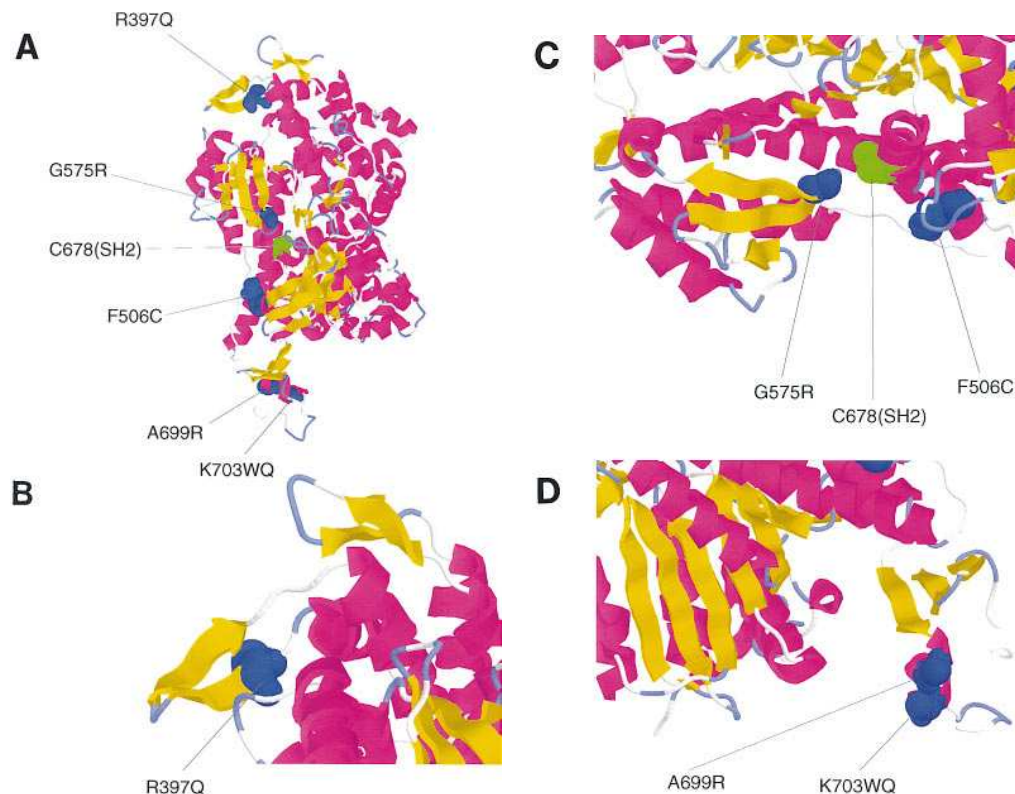 A
R397Q
G575R
C678(SH2)
F506C
A699R
K703WQ
B
R397Q
C
G575R
C678(SH2)
F506C
D
A699R
K703WQ